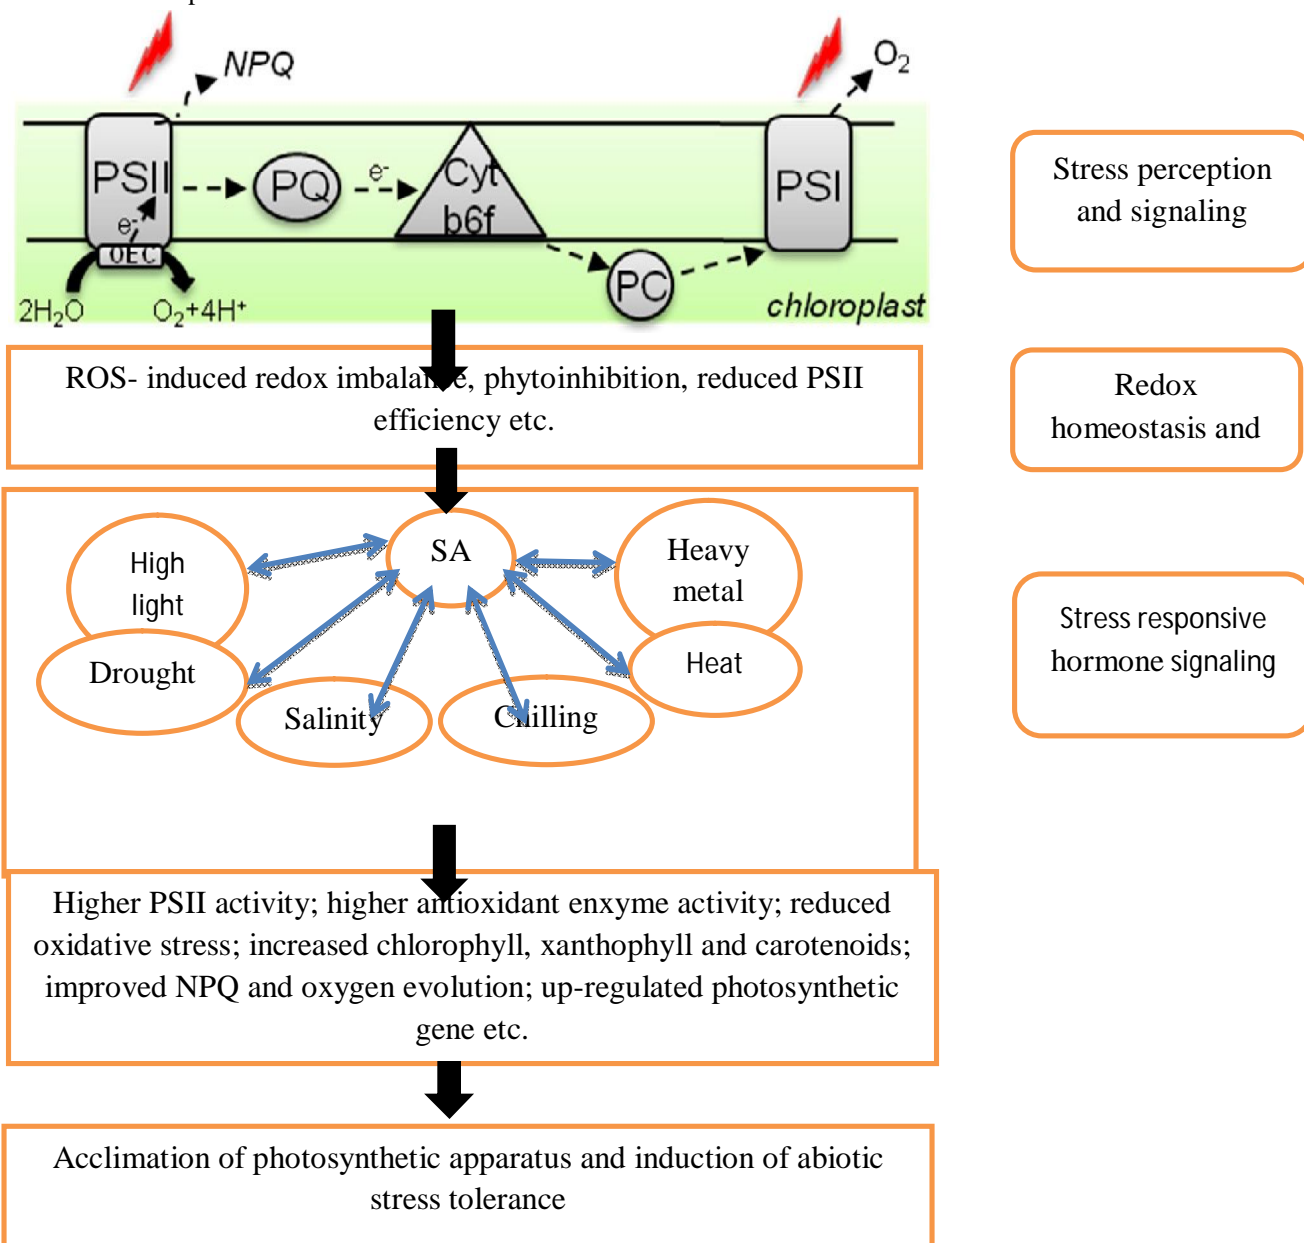 NPQ
O₂
PSII
PQ
e⁻
Cyt
b6f
PSI
e⁻
OEC
PC
2H₂O
O₂+4H⁺
chloroplast
Stress perception
and signaling
ROS- induced redox imbalance, phytoinhibition, reduced PSII
efficiency etc.
Redox
homeostasis and
SA
High
light
Heavy
metal
Drought
Heat
Salinity
Chilling
Stress responsive
hormone signaling
Higher PSII activity; higher antioxidant enxyme activity; reduced
oxidative stress; increased chlorophyll, xanthophyll and carotenoids;
improved NPQ and oxygen evolution; up-regulated photosynthetic
gene etc.
Acclimation of photosynthetic apparatus and induction of abiotic
stress tolerance